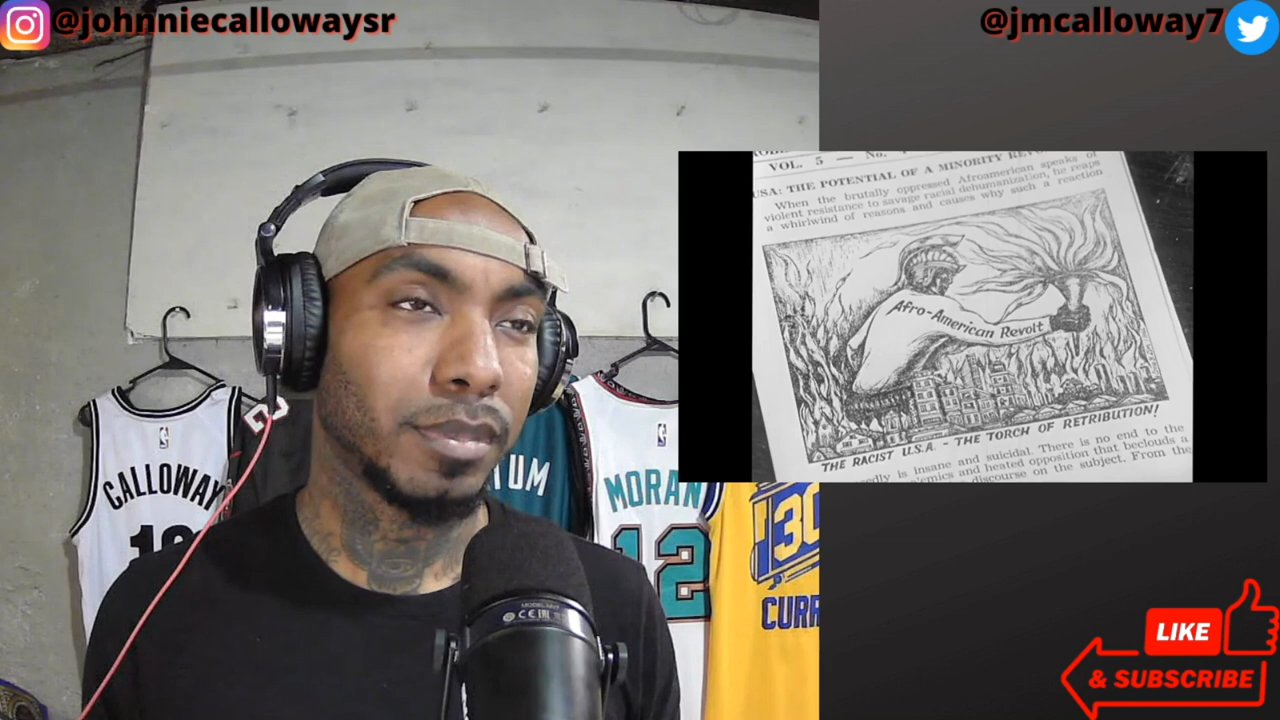 @johnniecallowaysr
@jmcalloway7
VOL. 5 — No.
USA: THE POTENTIAL OF A MINORITY
When the brutally oppressed Afroamerican speaks of
violent resistance to savage racial dehumanization, he reaps
a whirlwind of reasons and causes why such a reaction
Afro-American Revolt
THE RACIST U.S.A. - THE TORCH OF RETRIBUTION!
is insane and suicidal. There is no end to the
and heated opposition that beclouds a
discourse on the subject. From the
CALLOWAY
2
TUM
MORAN
12
30
CURR
LIKE
& SUBSCRIBE